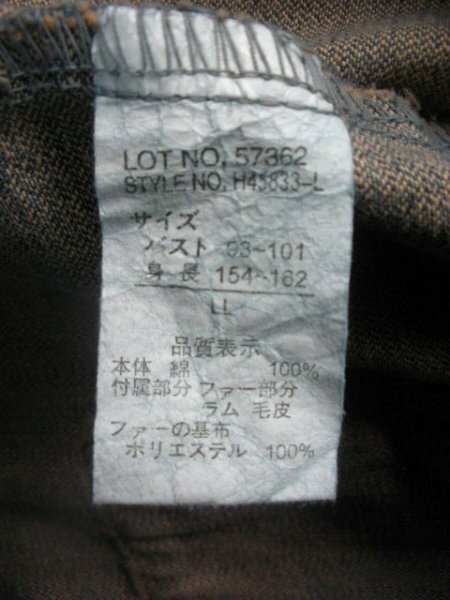 LOT NO. 57362
STYLE NO. H45833-L
サイズ
バスト 93~101
身長 154~162
LL
品質表示
本体 綿 100%
付属部分 ファー部分
ラム 毛皮
ファーの基布
ポリエステル 100%